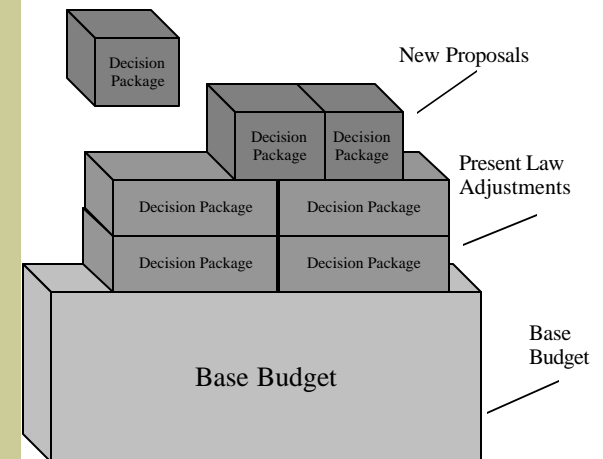 Decision
Package
New Proposals
Decision
Package
Decision
Package
Present Law
Adjustments
Decision Package
Decision Package
Decision Package
Decision Package
Base
Budget
Base Budget